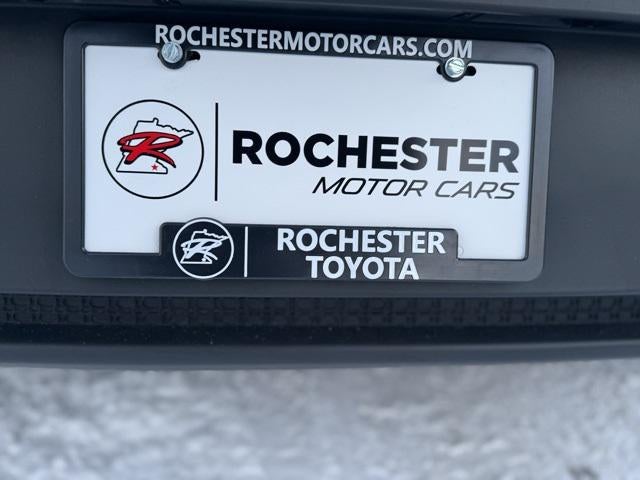 ROCHESTERMOTORCARS.COM
R
ROCHESTER
MOTOR CARS
R
ROCHESTER
TOYOTA